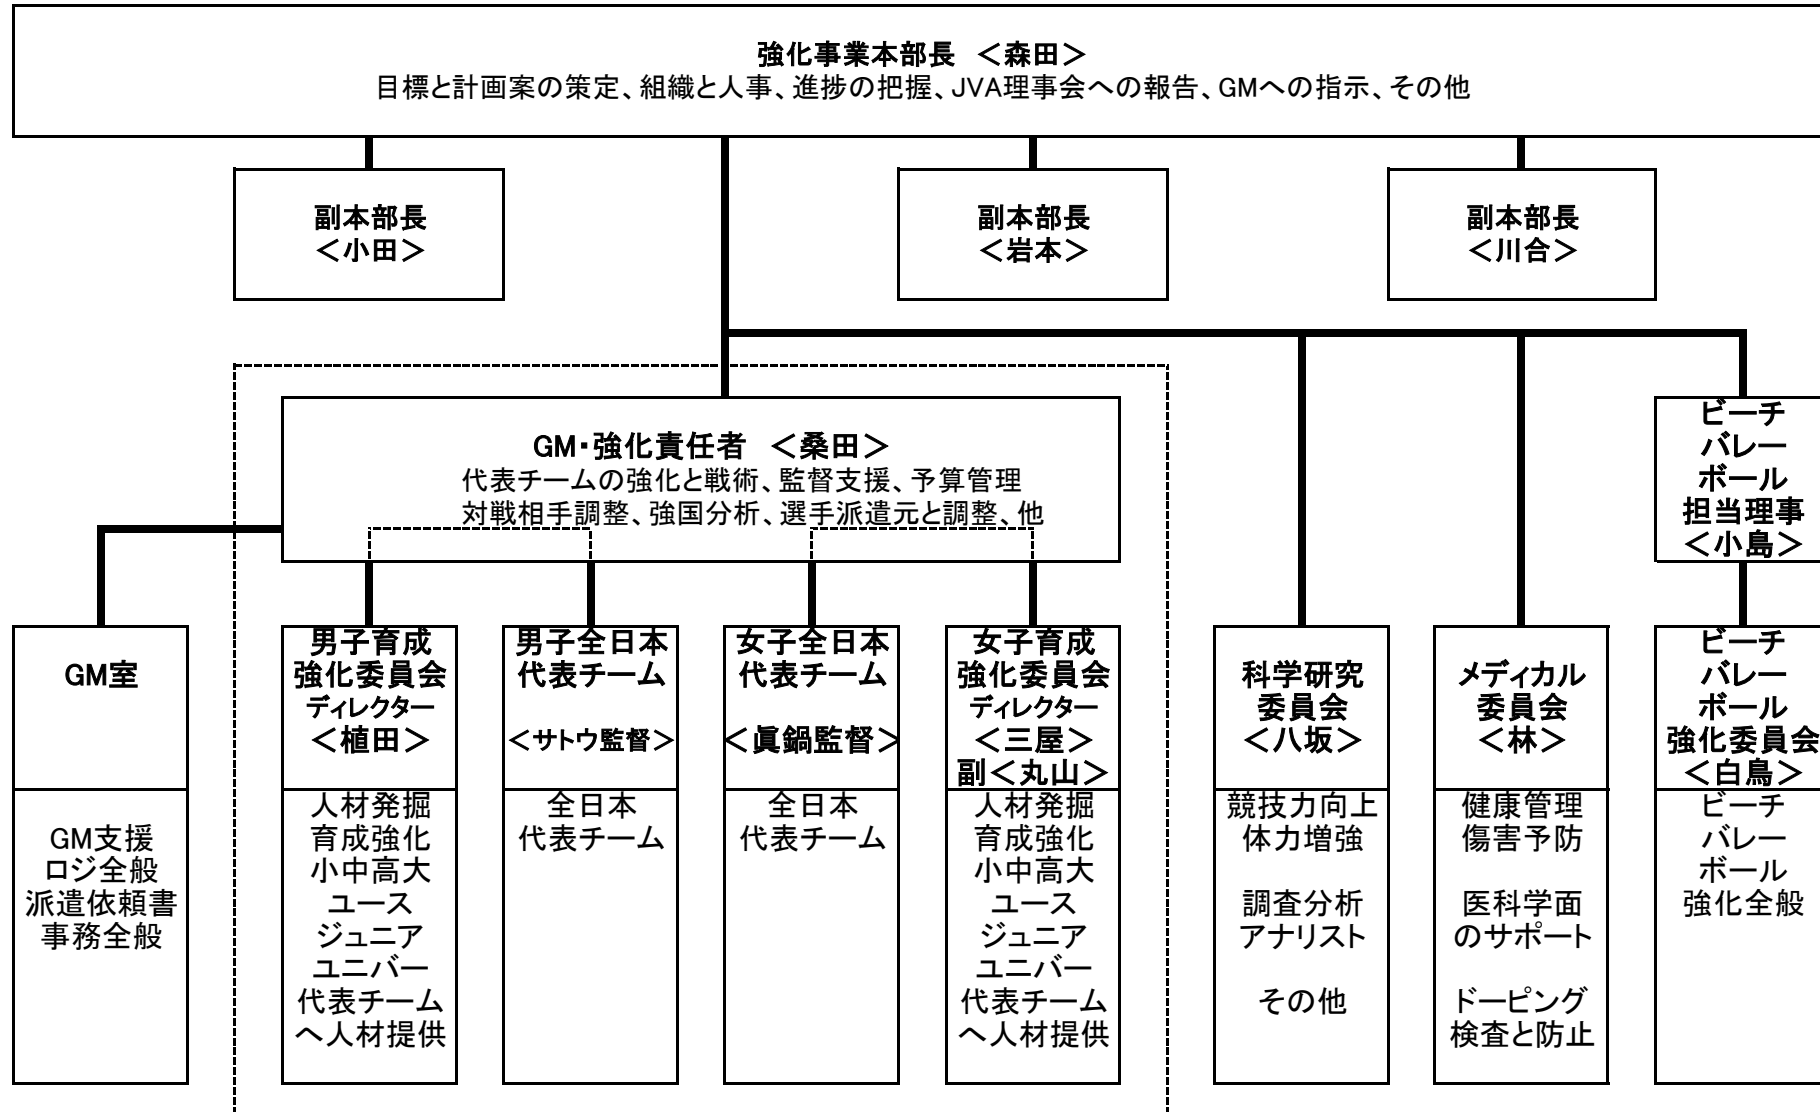 強化事業本部長 ＜森田＞
目標と計画案の策定、組織と人事、進捗の把握、JVA理事会への報告、GMへの指示、その他
副本部長
＜小田＞
副本部長
＜岩本＞
副本部長
＜川合＞
GM・強化責任者 ＜桑田＞
代表チームの強化と戦術、監督支援、予算管理
対戦相手調整、強国分析、選手派遣元と調整、他
ビーチ
バレー
ボール
担当理事
＜小島＞
GM室
GM支援
ロジ全般
派遣依頼書
事務全般
男子育成
強化委員会
ディレクター
＜植田＞
人材発掘
育成強化
小中高大
ユース
ジュニア
ユニバー
代表チーム
へ人材提供
男子全日本
代表チーム
＜サトウ監督＞
全日本
代表チーム
女子全日本
代表チーム
＜眞鍋監督＞
全日本
代表チーム
女子育成
強化委員会
ディレクター
＜三屋＞
副＜丸山＞
人材発掘
育成強化
小中高大
ユース
ジュニア
ユニバー
代表チーム
へ人材提供
科学研究
委員会
＜八坂＞
競技力向上
体力増強
調査分析
アナリスト
その他
メディカル
委員会
＜林＞
健康管理
傷害予防
医科学面
のサポート
ドーピング
検査と防止
ビーチ
バレー
ボール
強化委員会
＜白鳥＞
ビーチ
バレー
ボール
強化全般